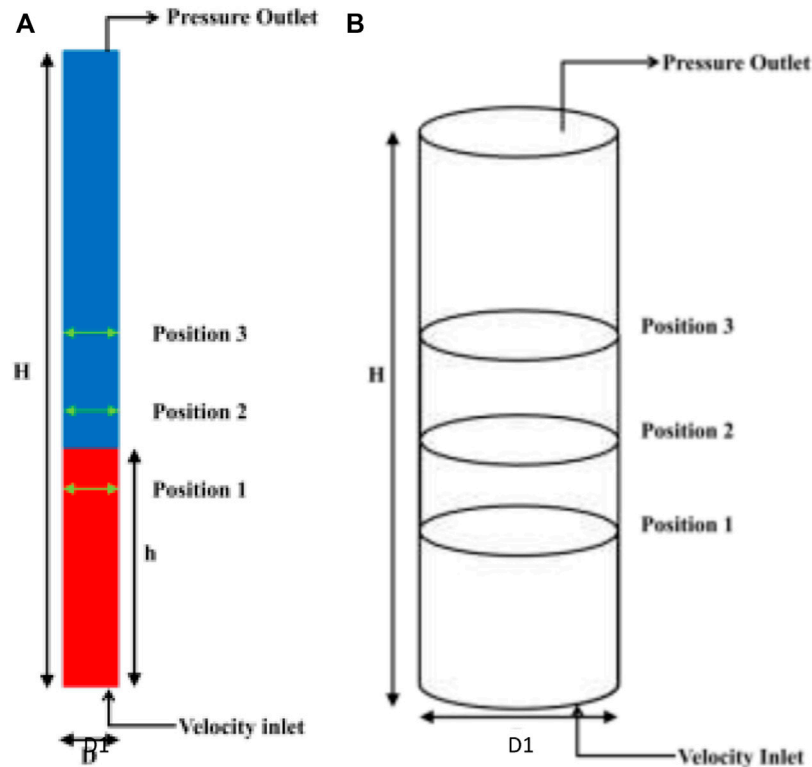 A
Pressure Outlet
Position 3
H
Position 2
Position 1
h
Velocity inlet
D1
D
B
Pressure Outlet
Position 3
H
Position 2
Position 1
D1
Velocity Inlet